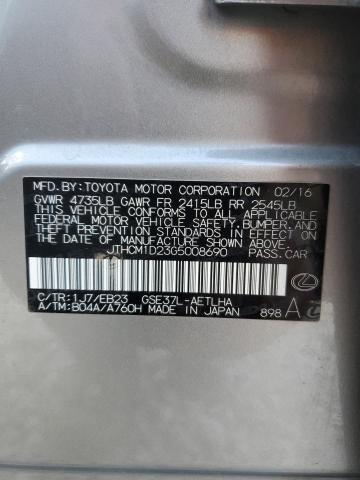 MFD.BY:TOYOTA MOTOR CORPORATION 02/16
GVWR 4735LB GAWR FR 2415LB RR 2545LB
THIS VEHICLE CONFORMS TO ALL APPLICABLE
FEDERAL MOTOR VEHICLE SAFETY,BUMPER,AND
THEFT PREVENTION STANDARDS IN EFFECT ON
THE DATE OF MANUFACTURE SHOWN ABOVE.
JTHCM1D23G5008690 PASS.CAR
C/TR:1J7/EB23 GSE37L-AETLHA
A/TM:B04A/A760H MADE IN JAPAN 898 A